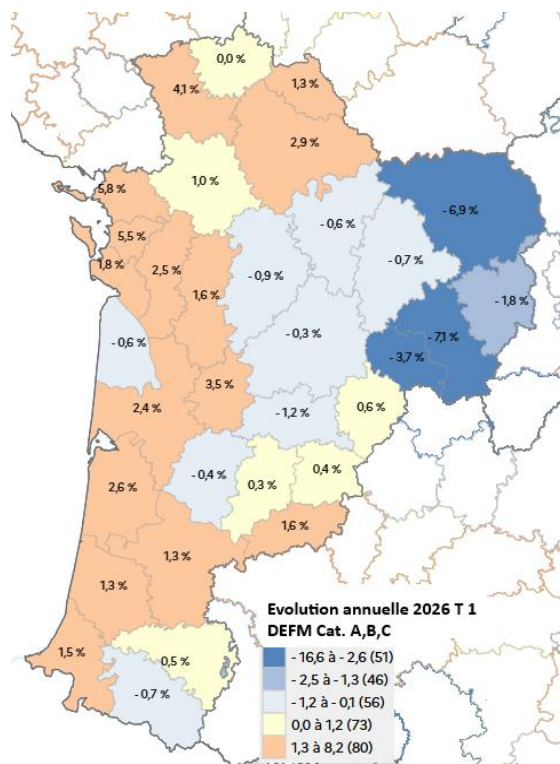 0,0 %
4,1 %
1,3 %
2,9 %
5,8 %
1,0 %
- 6,9 %
- 0,6 %
5,5 %
- 0,7 %
1,8 %
2,5 %
- 0,9 %
1,6 %
- 1,8 %
- 0,6 %
- 0,3 %
- 7,1 %
- 3,7 %
3,5 %
2,4 %
- 1,2 %
0,6 %
- 0,4 %
0,3 %
0,4 %
2,6 %
1,6 %
1,3 %
1,3 %
1,5 %
0,5 %
- 0,7 %
Evolution annuelle 2026 T 1
DEFM Cat. A,B,C
- 16,6 à - 2,6 (51)
- 2,5 à - 1,3 (46)
- 1,2 à - 0,1 (56)
0,0 à 1,2 (73)
1,3 à 8,2 (80)